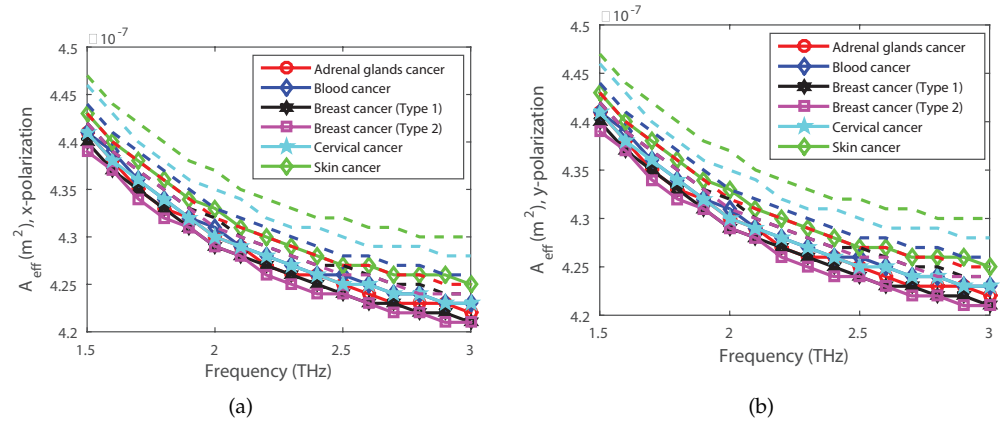 □ 10⁻⁷
4.5
4.45
4.4
4.35
4.3
4.25
4.2
A eff (m²), x-polarization
Adrenal glands cancer
Blood cancer
Breast cancer (Type 1)
Breast cancer (Type 2)
Cervical cancer
Skin cancer
1.5 2 2.5 3
Frequency (THz)
(a)
□ 10⁻⁷
4.5
4.45
4.4
4.35
4.3
4.25
4.2
A eff (m²), y-polarization
Adrenal glands cancer
Blood cancer
Breast cancer (Type 1)
Breast cancer (Type 2)
Cervical cancer
Skin cancer
1.5 2 2.5 3
Frequency (THz)
(b)